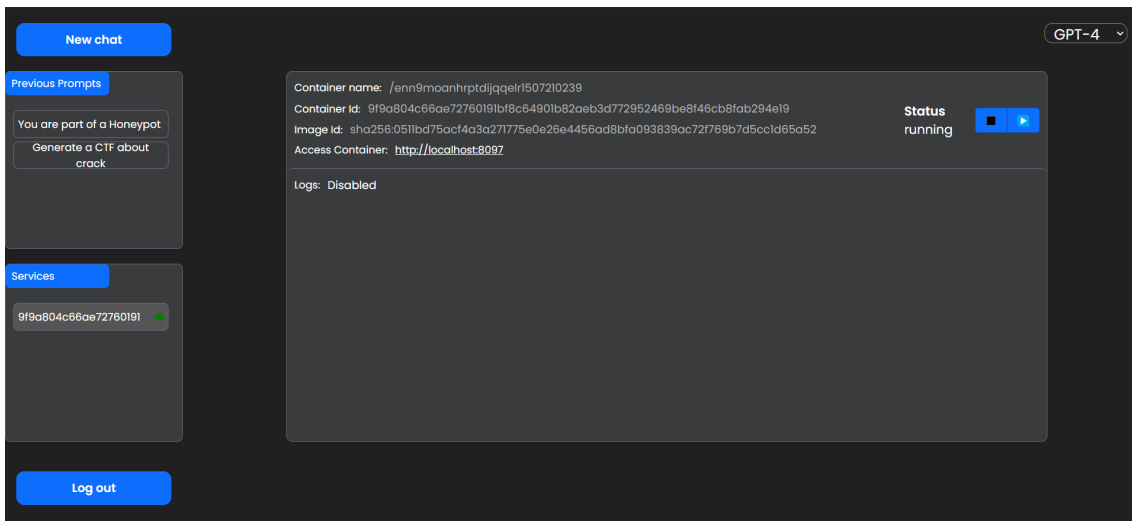 New chat
GPT-4
Previous Prompts
You are part of a Honeypot
Generate a CTF about
crack
Services
9f9a804c66ae72760191
Log out
Container name: /enn9moanhrptdijqqelr1507210239
Container Id: 9f9a804c66ae72760191bf8c64901b82aeb3d772952469be8f46cb8fab294e19
Image Id: sha256:0511bd75acf4a3a271775e0e26e4456ad8bfa093839ac72f769b7d5cc1d65a52
Access Container: http://localhost:8097
Status
running
Logs: Disabled